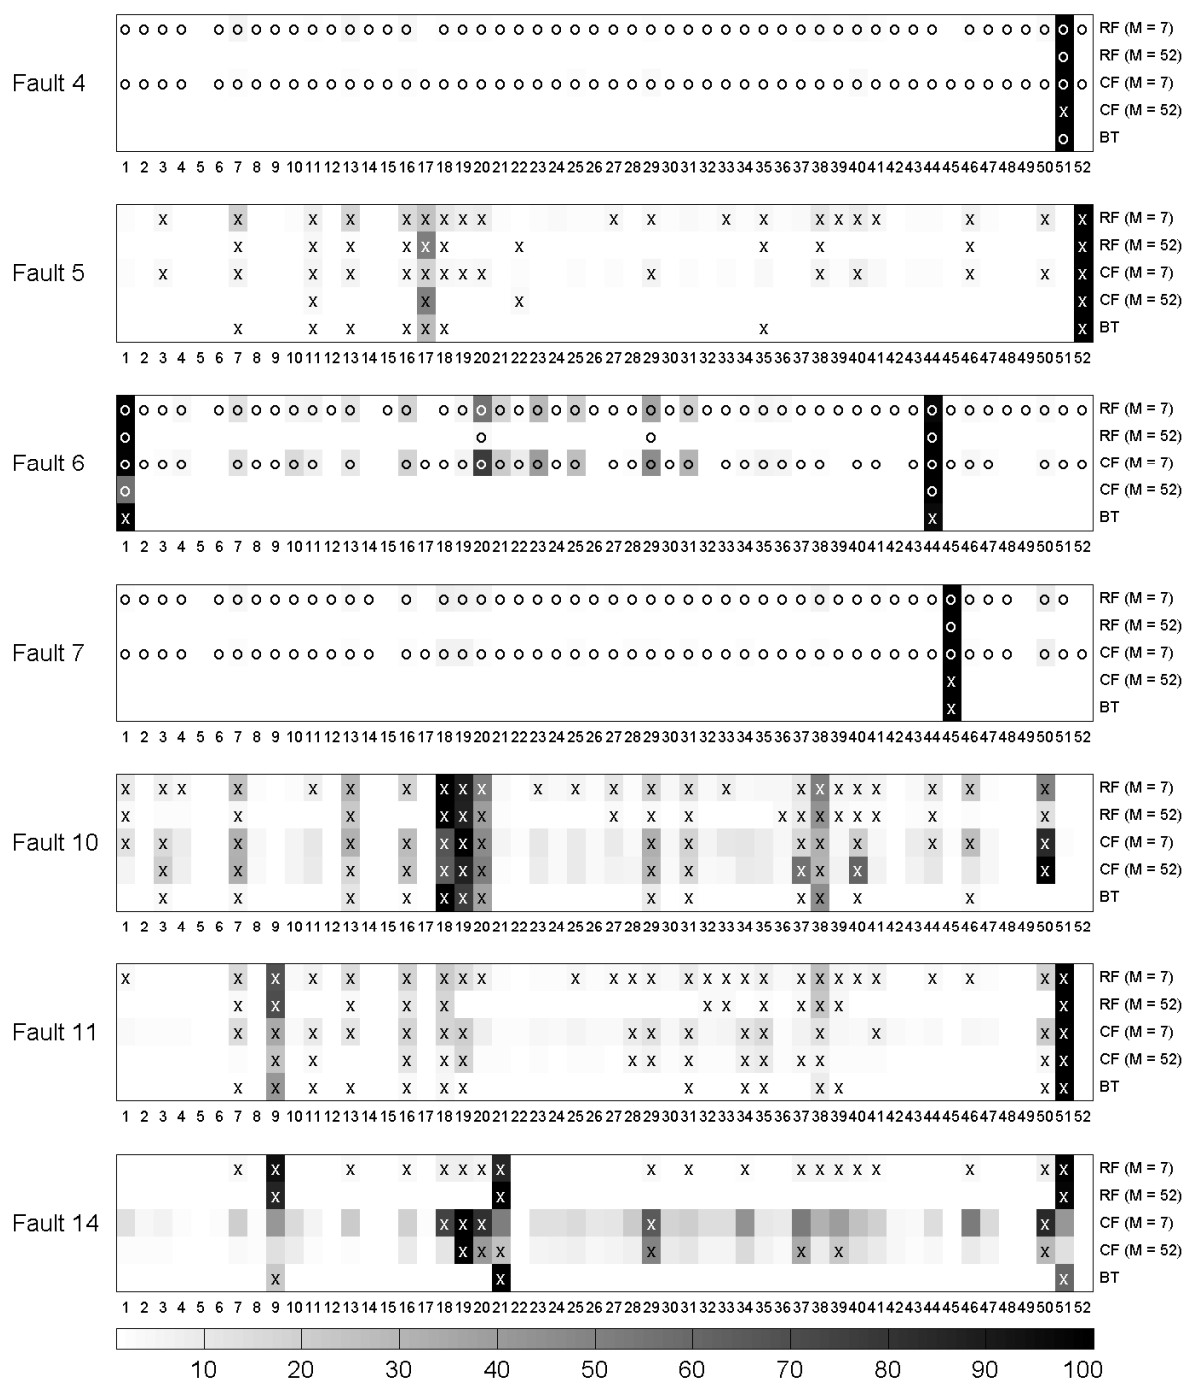 RF (M = 7)
RF (M = 52)
Fault 4 CF (M = 7)
CF (M = 52)
BT
1 2 3 4 5 6 7 8 9 10 11 12 13 14 15 16 17 18 19 20 21 22 23 24 25 26 27 28 29 30 31 32 33 34 35 36 37 38 39 40 41 42 43 44 45 46 47 48 49 50 51 52
RF (M = 7)
RF (M = 52)
Fault 5 CF (M = 7)
CF (M = 52)
BT
1 2 3 4 5 6 7 8 9 10 11 12 13 14 15 16 17 18 19 20 21 22 23 24 25 26 27 28 29 30 31 32 33 34 35 36 37 38 39 40 41 42 43 44 45 46 47 48 49 50 51 52
RF (M = 7)
RF (M = 52)
Fault 6 CF (M = 7)
CF (M = 52)
BT
1 2 3 4 5 6 7 8 9 10 11 12 13 14 15 16 17 18 19 20 21 22 23 24 25 26 27 28 29 30 31 32 33 34 35 36 37 38 39 40 41 42 43 44 45 46 47 48 49 50 51 52
RF (M = 7)
RF (M = 52)
Fault 7 CF (M = 7)
CF (M = 52)
BT
1 2 3 4 5 6 7 8 9 10 11 12 13 14 15 16 17 18 19 20 21 22 23 24 25 26 27 28 29 30 31 32 33 34 35 36 37 38 39 40 41 42 43 44 45 46 47 48 49 50 51 52
RF (M = 7)
RF (M = 52)
Fault 10 CF (M = 7)
CF (M = 52)
BT
1 2 3 4 5 6 7 8 9 10 11 12 13 14 15 16 17 18 19 20 21 22 23 24 25 26 27 28 29 30 31 32 33 34 35 36 37 38 39 40 41 42 43 44 45 46 47 48 49 50 51 52
RF (M = 7)
RF (M = 52)
Fault 11 CF (M = 7)
CF (M = 52)
BT
1 2 3 4 5 6 7 8 9 10 11 12 13 14 15 16 17 18 19 20 21 22 23 24 25 26 27 28 29 30 31 32 33 34 35 36 37 38 39 40 41 42 43 44 45 46 47 48 49 50 51 52
RF (M = 7)
RF (M = 52)
Fault 14 CF (M = 7)
CF (M = 52)
BT
1 2 3 4 5 6 7 8 9 10 11 12 13 14 15 16 17 18 19 20 21 22 23 24 25 26 27 28 29 30 31 32 33 34 35 36 37 38 39 40 41 42 43 44 45 46 47 48 49 50 51 52
10 20 30 40 50 60 70 80 90 100